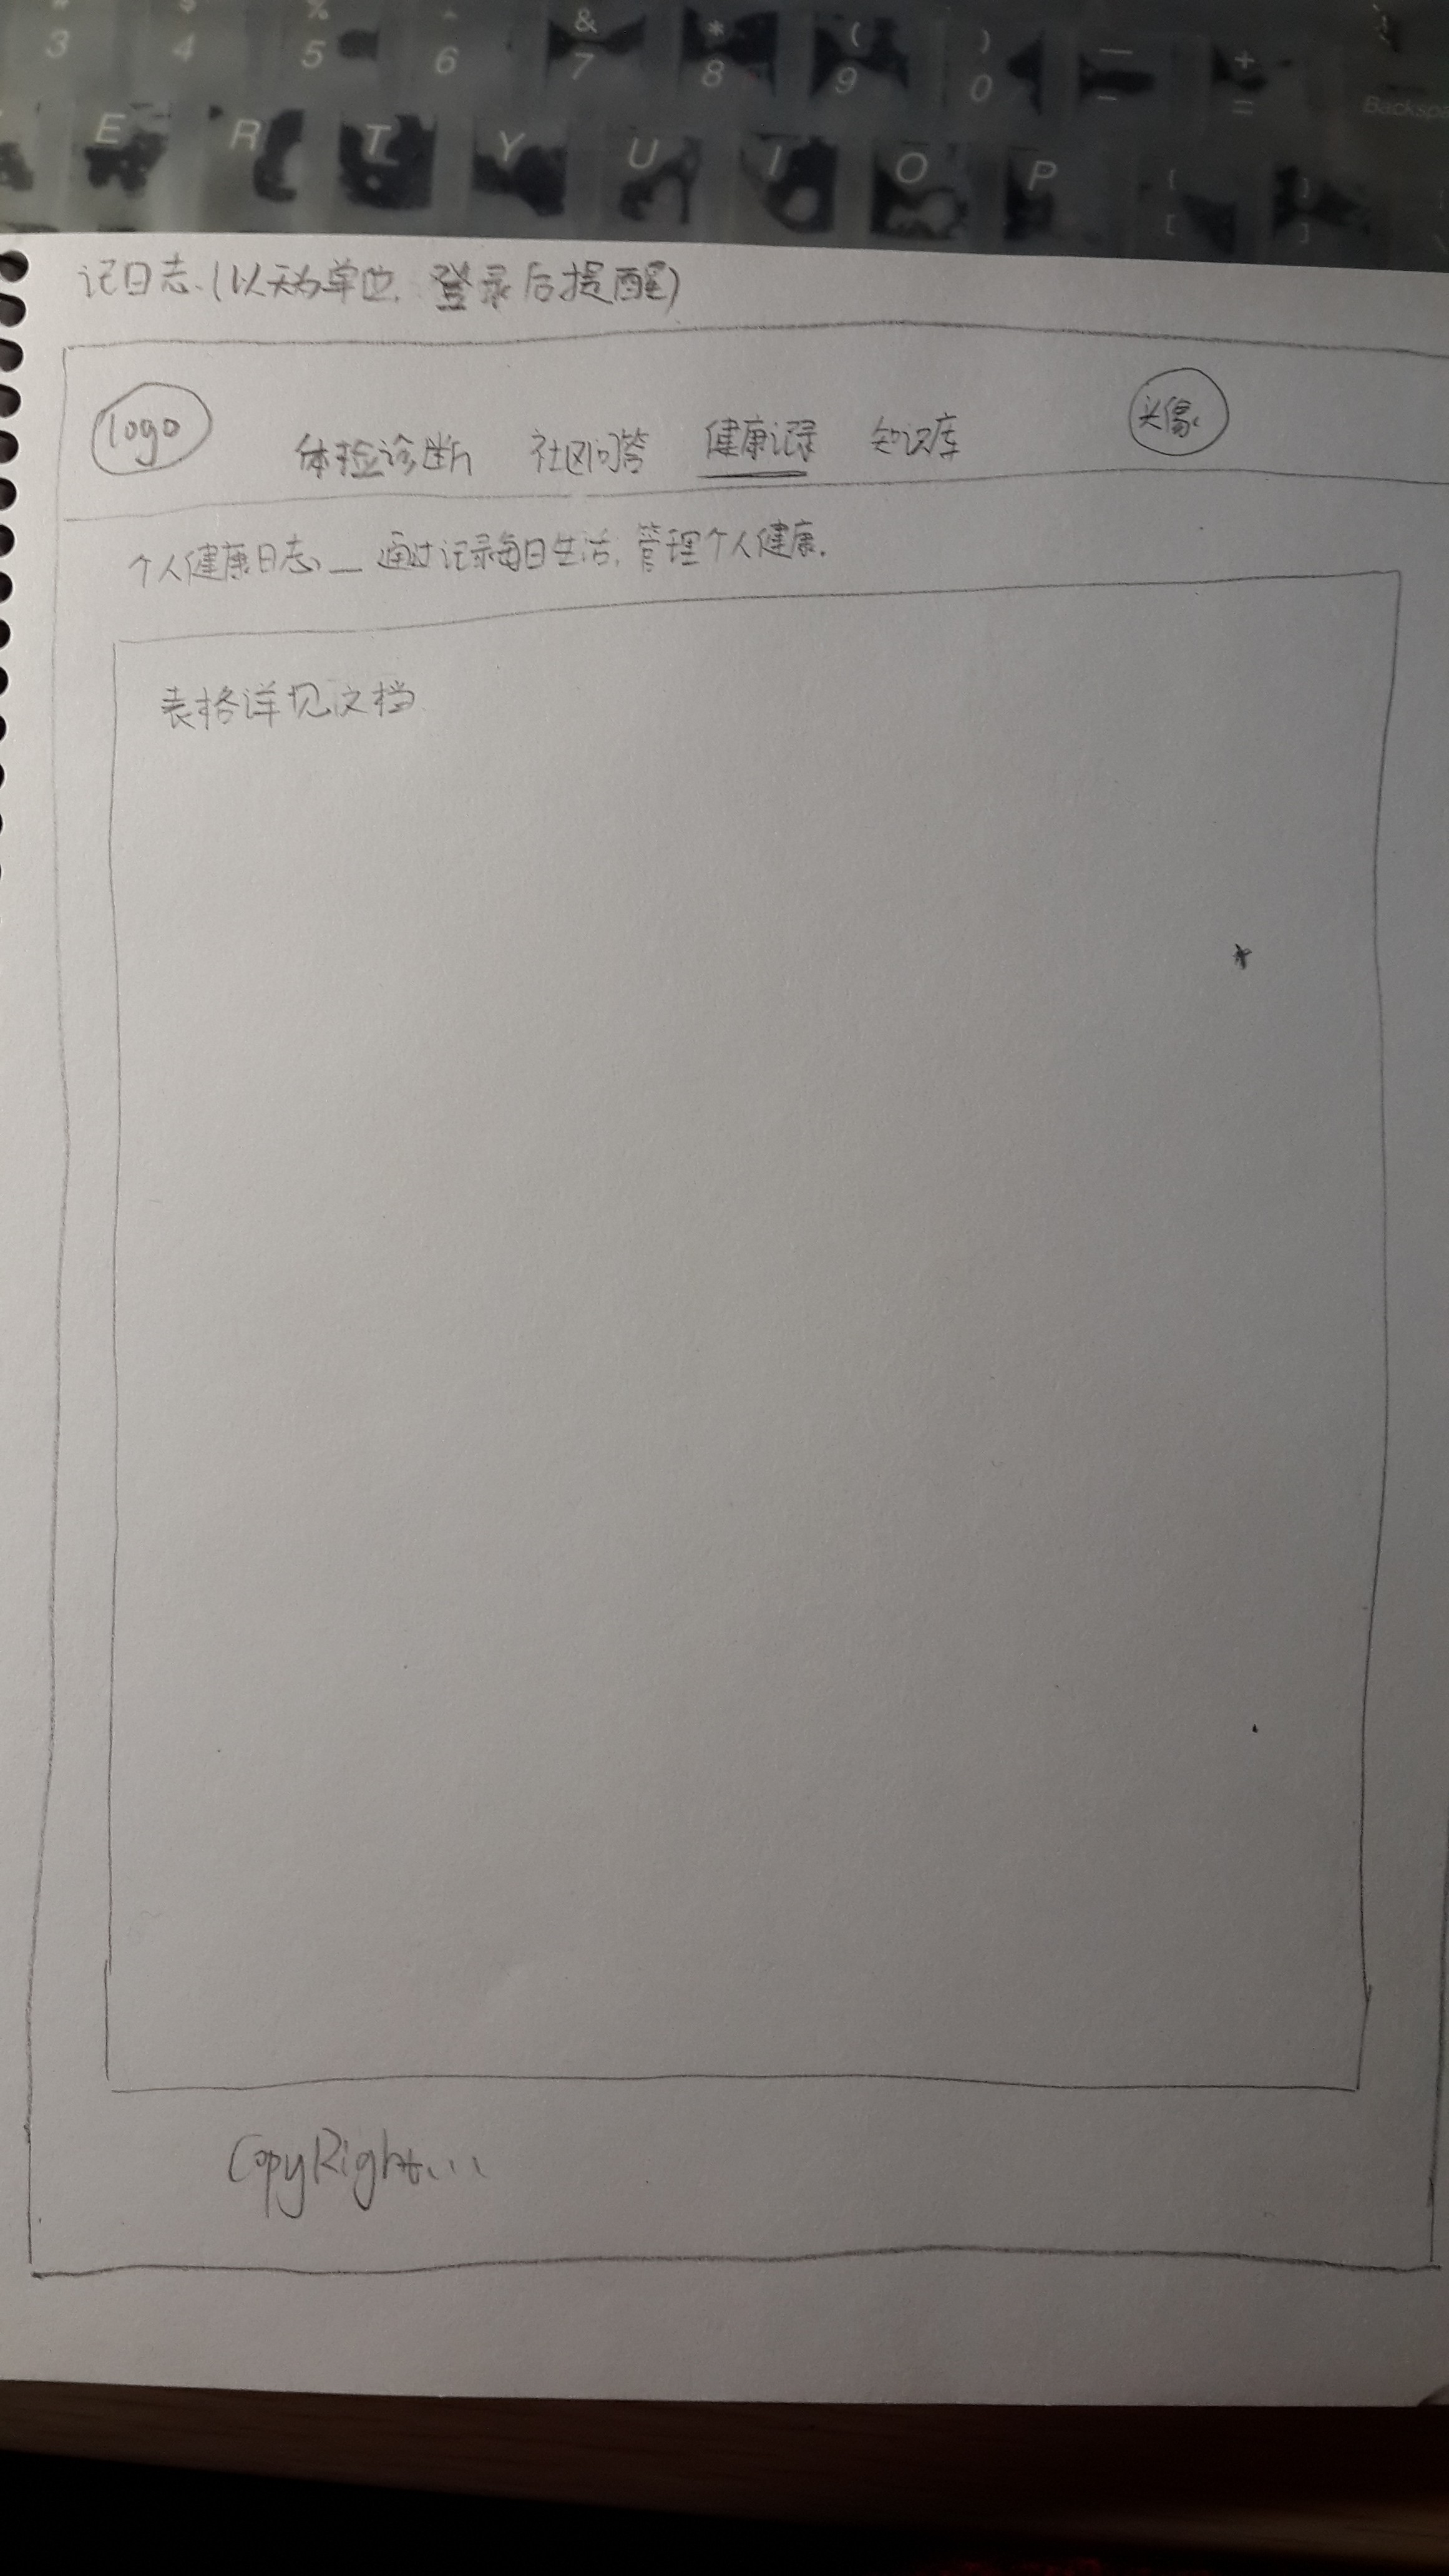 3 4 % 5 6 & 7 * 8 ( 9 ) 0 — - + =
E R T Y U I O P { [ } ]
记日志.(以天为单位. 登录后提醒)
logo 体检诊断 社区问答 健康记录 知识库 头像
个人健康日志 — 通过记录每日生活, 管理个人健康.
表格详见文档
CopyRight...